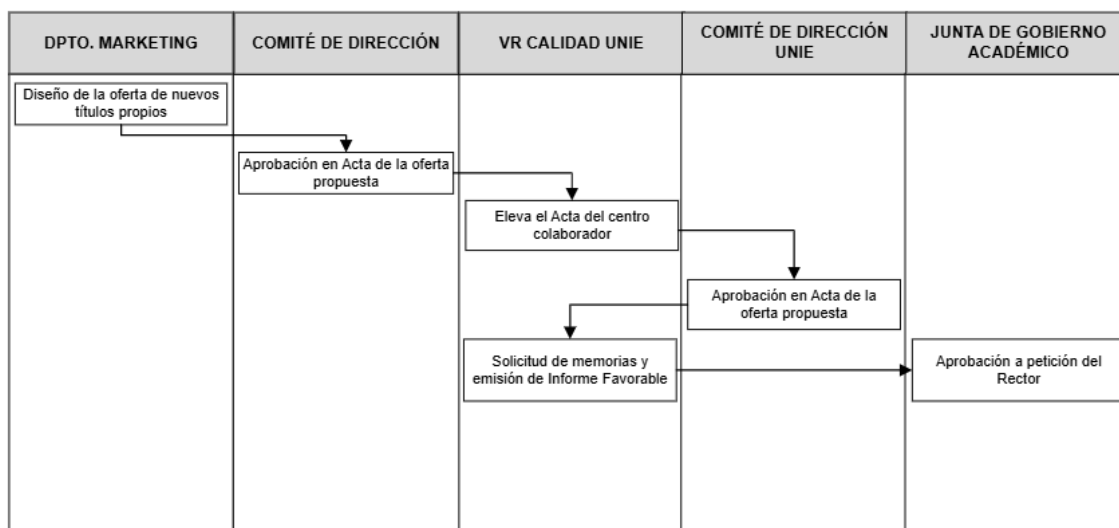 DPTO. MARKETING
COMITÉ DE DIRECCIÓN
VR CALIDAD UNIE
COMITÉ DE DIRECCIÓN
UNIE
JUNTA DE GOBIERNO
ACADÉMICO
Diseño de la oferta de nuevos
títulos propios
Aprobación en Acta de la oferta
propuesta
Eleva el Acta del centro
colaborador
Aprobación en Acta de la
oferta propuesta
Solicitud de memorias y
emisión de Informe Favorable
Aprobación a petición del
Rector